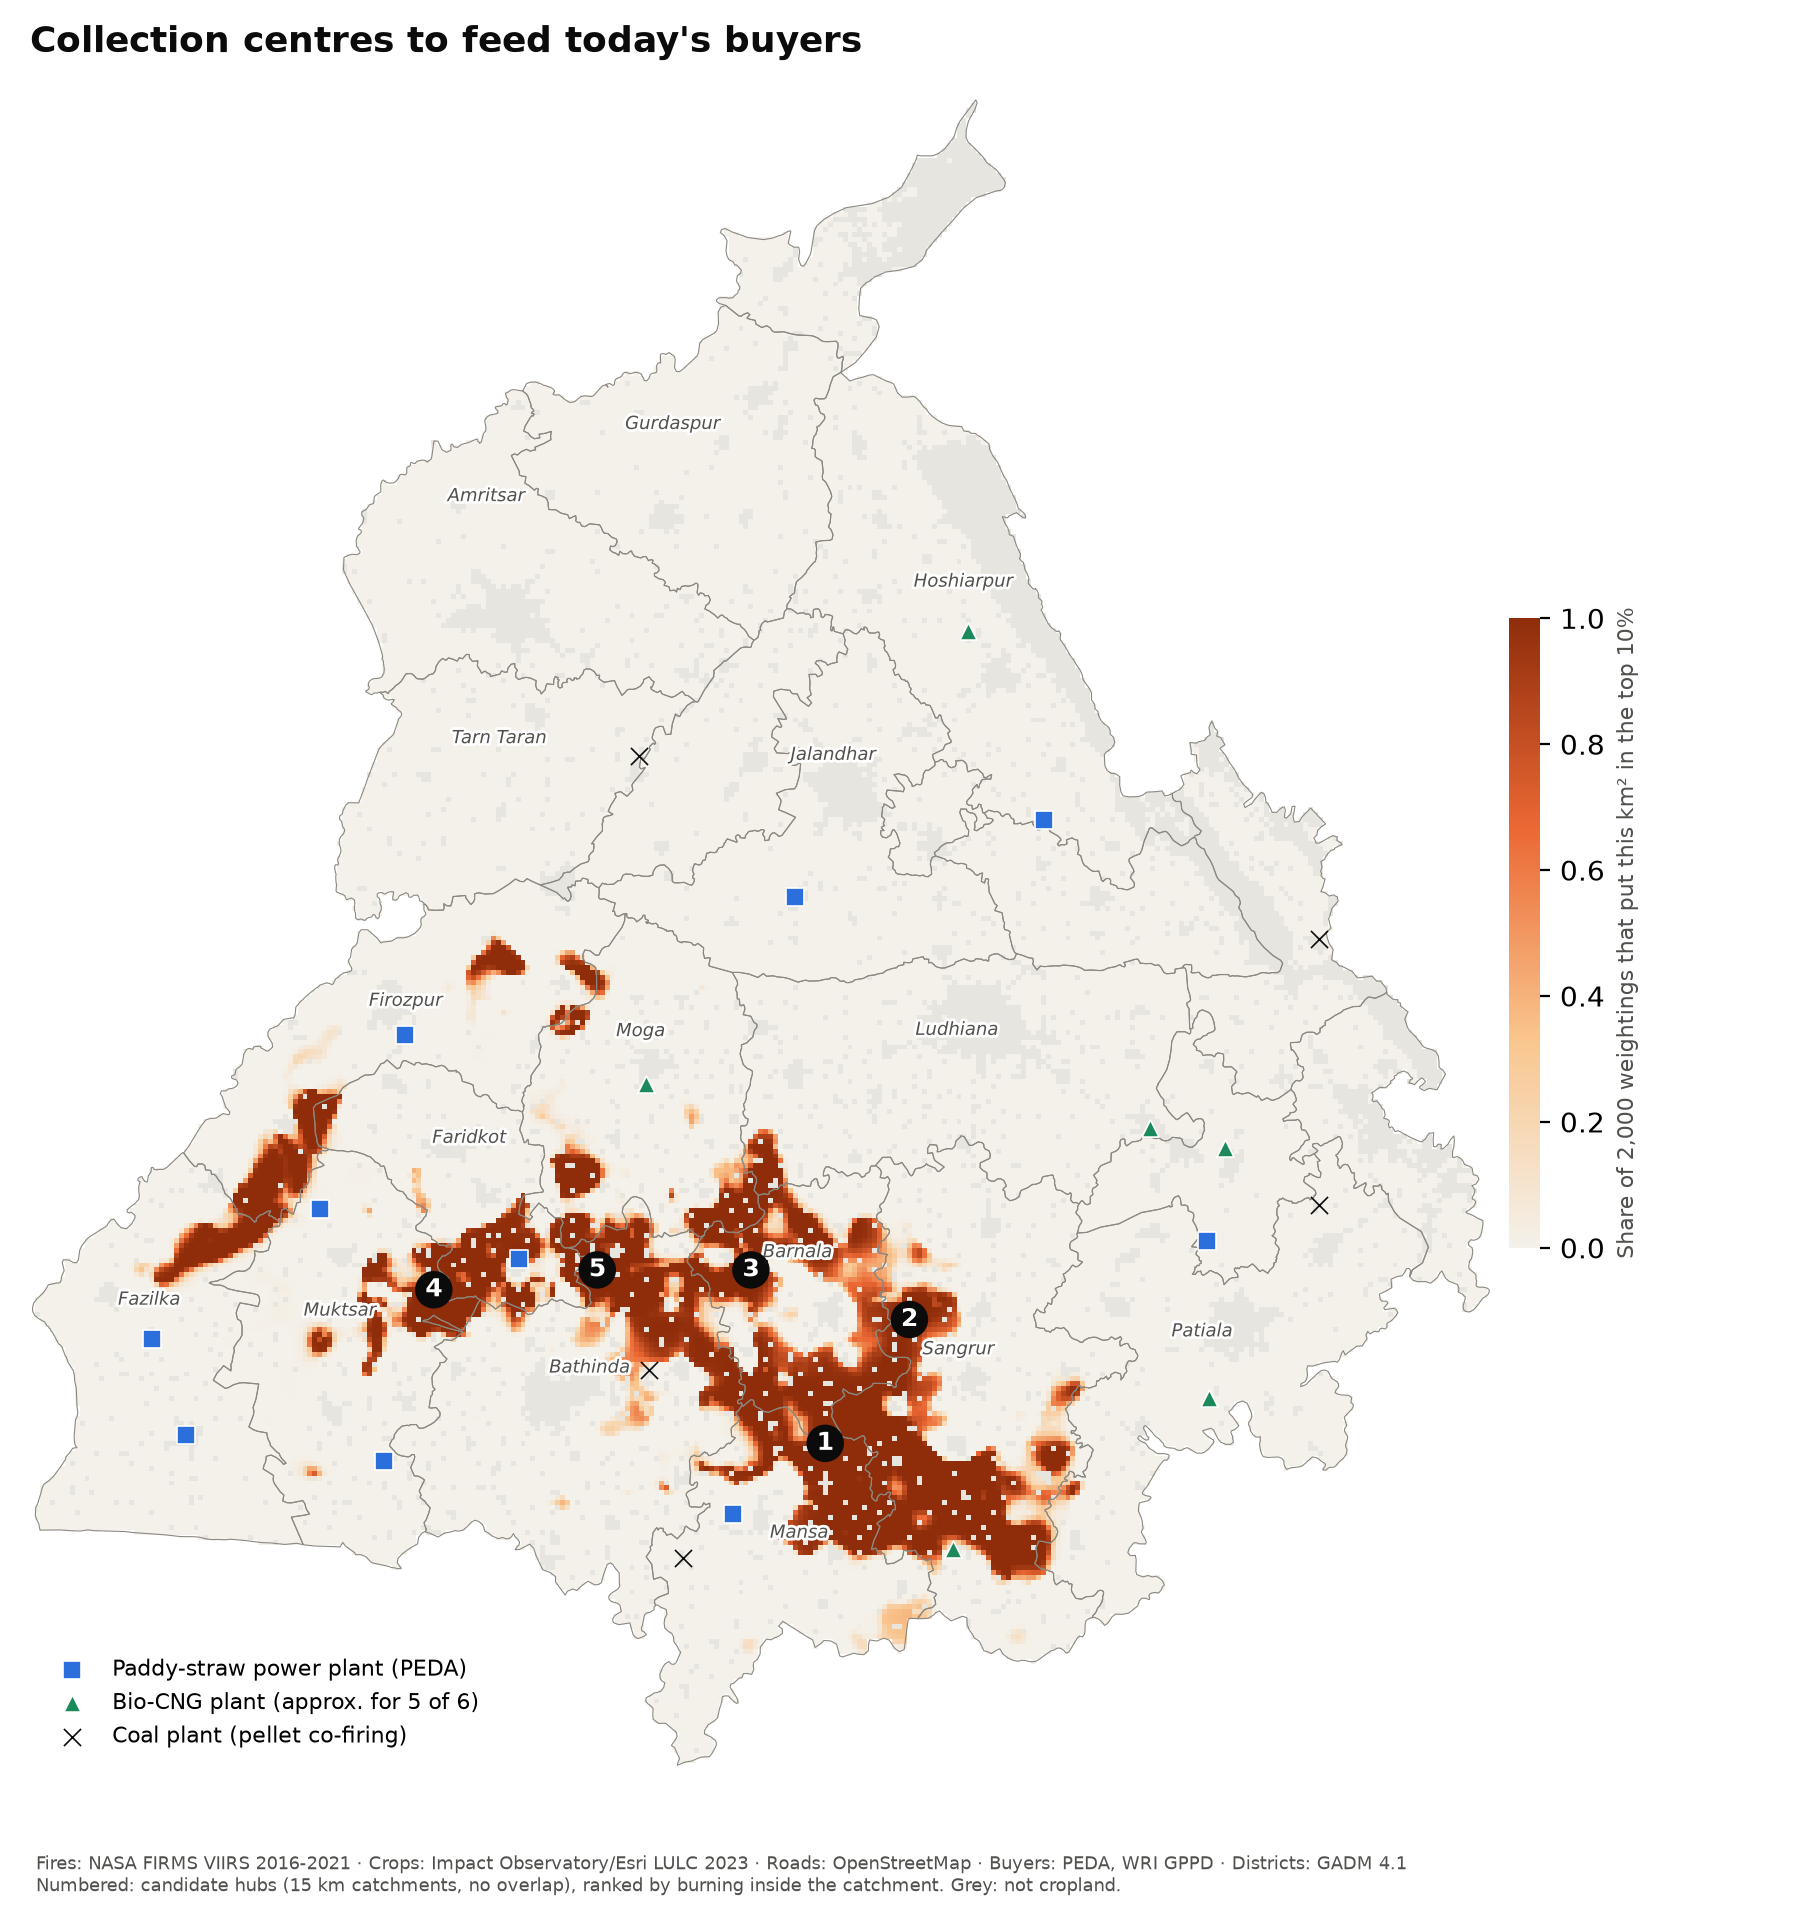 Collection centres to feed today's buyers
Gurdaspur
Amritsar
Hoshiarpur
Tarn Taran
Jalandhar
Firozpur
Moga
Ludhiana
Faridkot
Barnala
5
3
4
Fazilka
Muktsar
2
Patiala
Sangrur
Bathinda
1
Mansa
1.0
0.8
0.6
0.4
0.2
0.0
Share of 2,000 weightings that put this km² in the top 10%
Paddy-straw power plant (PEDA)
Bio-CNG plant (approx. for 5 of 6)
Coal plant (pellet co-firing)
Fires: NASA FIRMS VIIRS 2016-2021 · Crops: Impact Observatory/Esri LULC 2023 · Roads: OpenStreetMap · Buyers: PEDA, WRI GPPD · Districts: GADM 4.1
Numbered: candidate hubs (15 km catchments, no overlap), ranked by burning inside the catchment. Grey: not cropland.